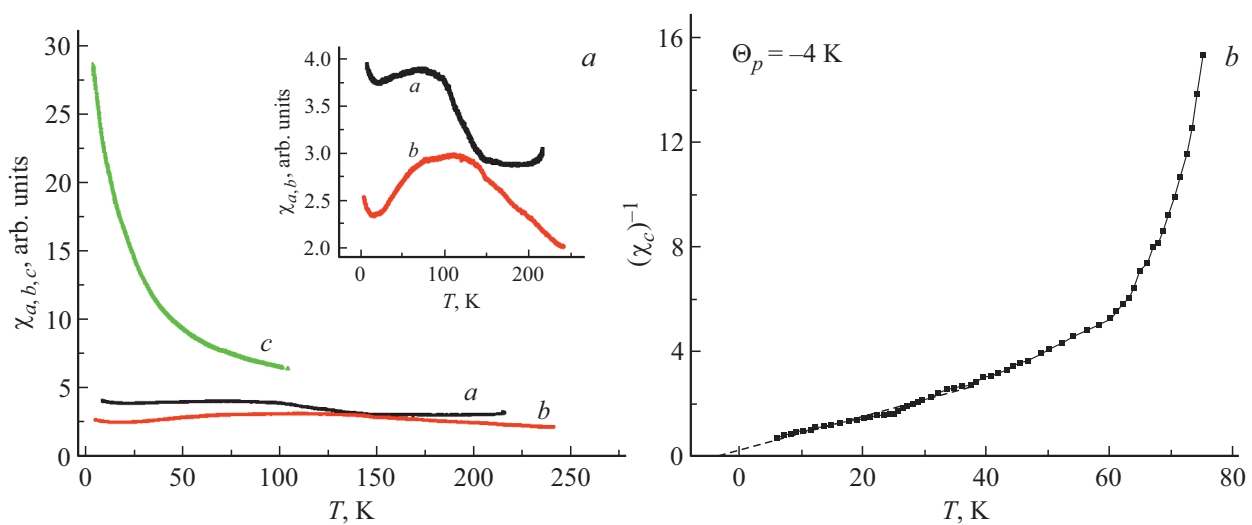 30
25
20
15
10
5
0
χa,b,c, arb. units
0
50
100
150
200
250
T, K
c
a
b
a
4.0
3.5
3.0
2.5
2.0
χa,b, arb. units
0
100
200
T, K
a
b
16
12
8
4
0
(χc)–1
Θp = –4 K
b
0
20
40
60
80
T, K